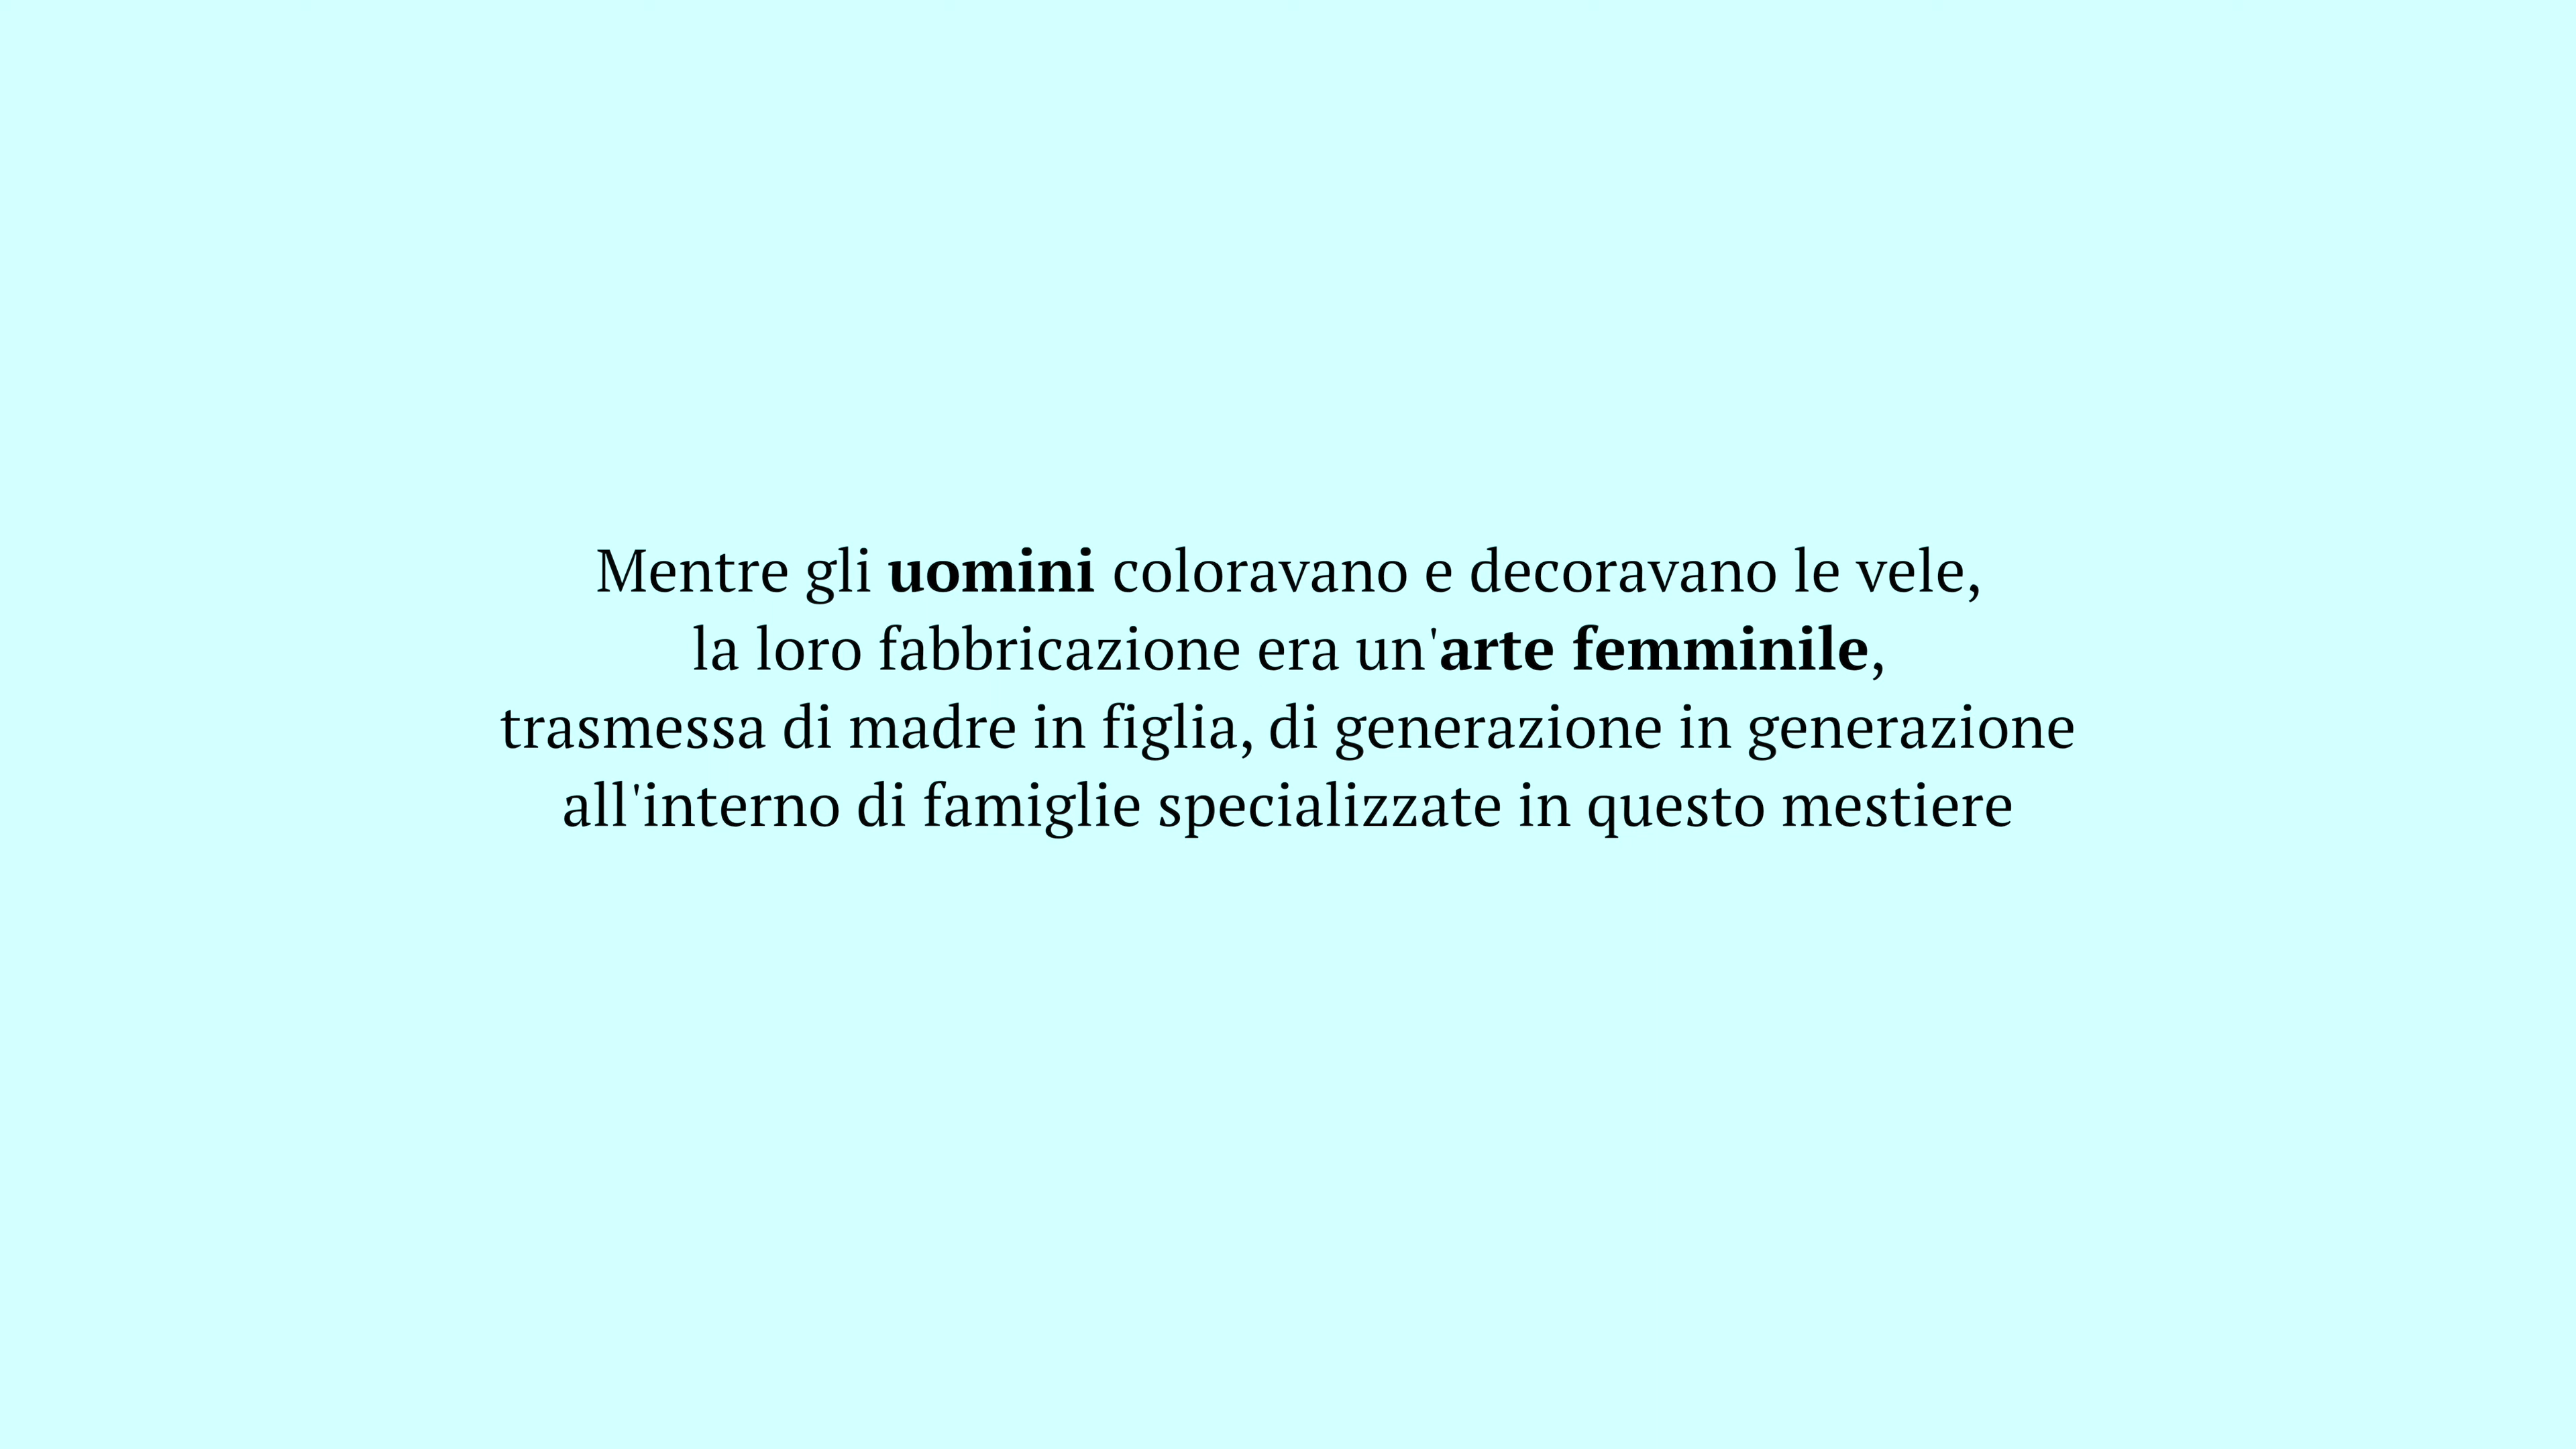 Mentre gli uomini coloravano e decoravano le vele,
la loro fabbricazione era un'arte femminile,
trasmessa di madre in figlia, di generazione in generazione
all'interno di famiglie specializzate in questo mestiere